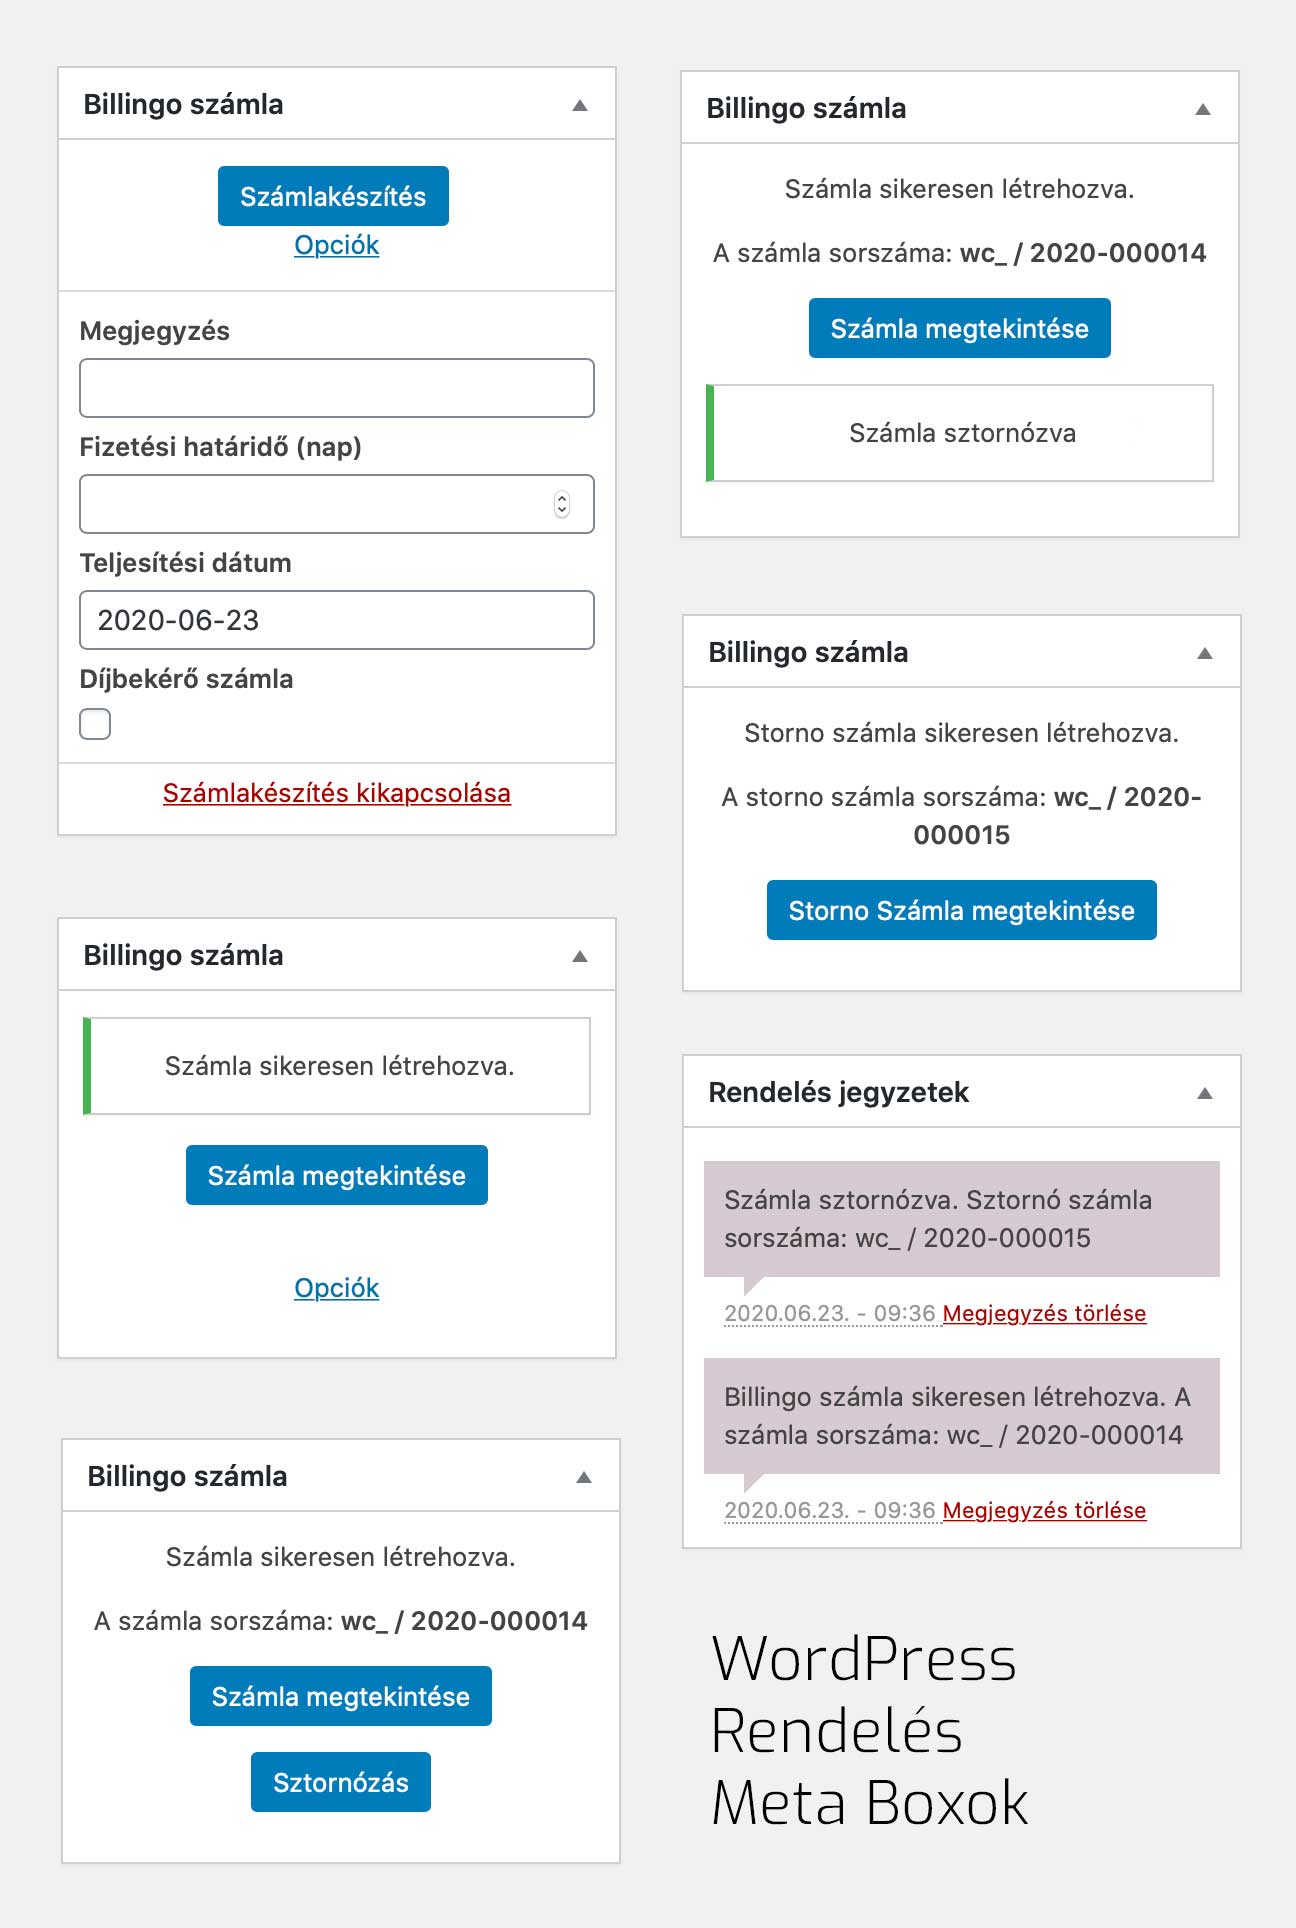 Billingo számla
Számlakészítés
Opciók
Megjegyzés
Fizetési határidő (nap)
Teljesítési dátum
2020-06-23
Díjbekérő számla
Számlakészítés kikapcsolása
Billingo számla
Számla sikeresen létrehozva.
Számla megtekintése
Opciók
Billingo számla
Számla sikeresen létrehozva.
A számla sorszáma: wc_ / 2020-000014
Számla megtekintése
Sztornózás
Billingo számla
Számla sikeresen létrehozva.
A számla sorszáma: wc_ / 2020-000014
Számla megtekintése
Számla sztornózva
Billingo számla
Storno számla sikeresen létrehozva.
A storno számla sorszáma: wc_ / 2020-
000015
Storno Számla megtekintése
Rendelés jegyzetek
Számla sztornózva. Sztornó számla
sorszáma: wc_ / 2020-000015
2020.06.23. - 09:36 Megjegyzés törlése
Billingo számla sikeresen létrehozva. A
számla sorszáma: wc_ / 2020-000014
2020.06.23. - 09:36 Megjegyzés törlése
WordPress
Rendelés
Meta Boxok